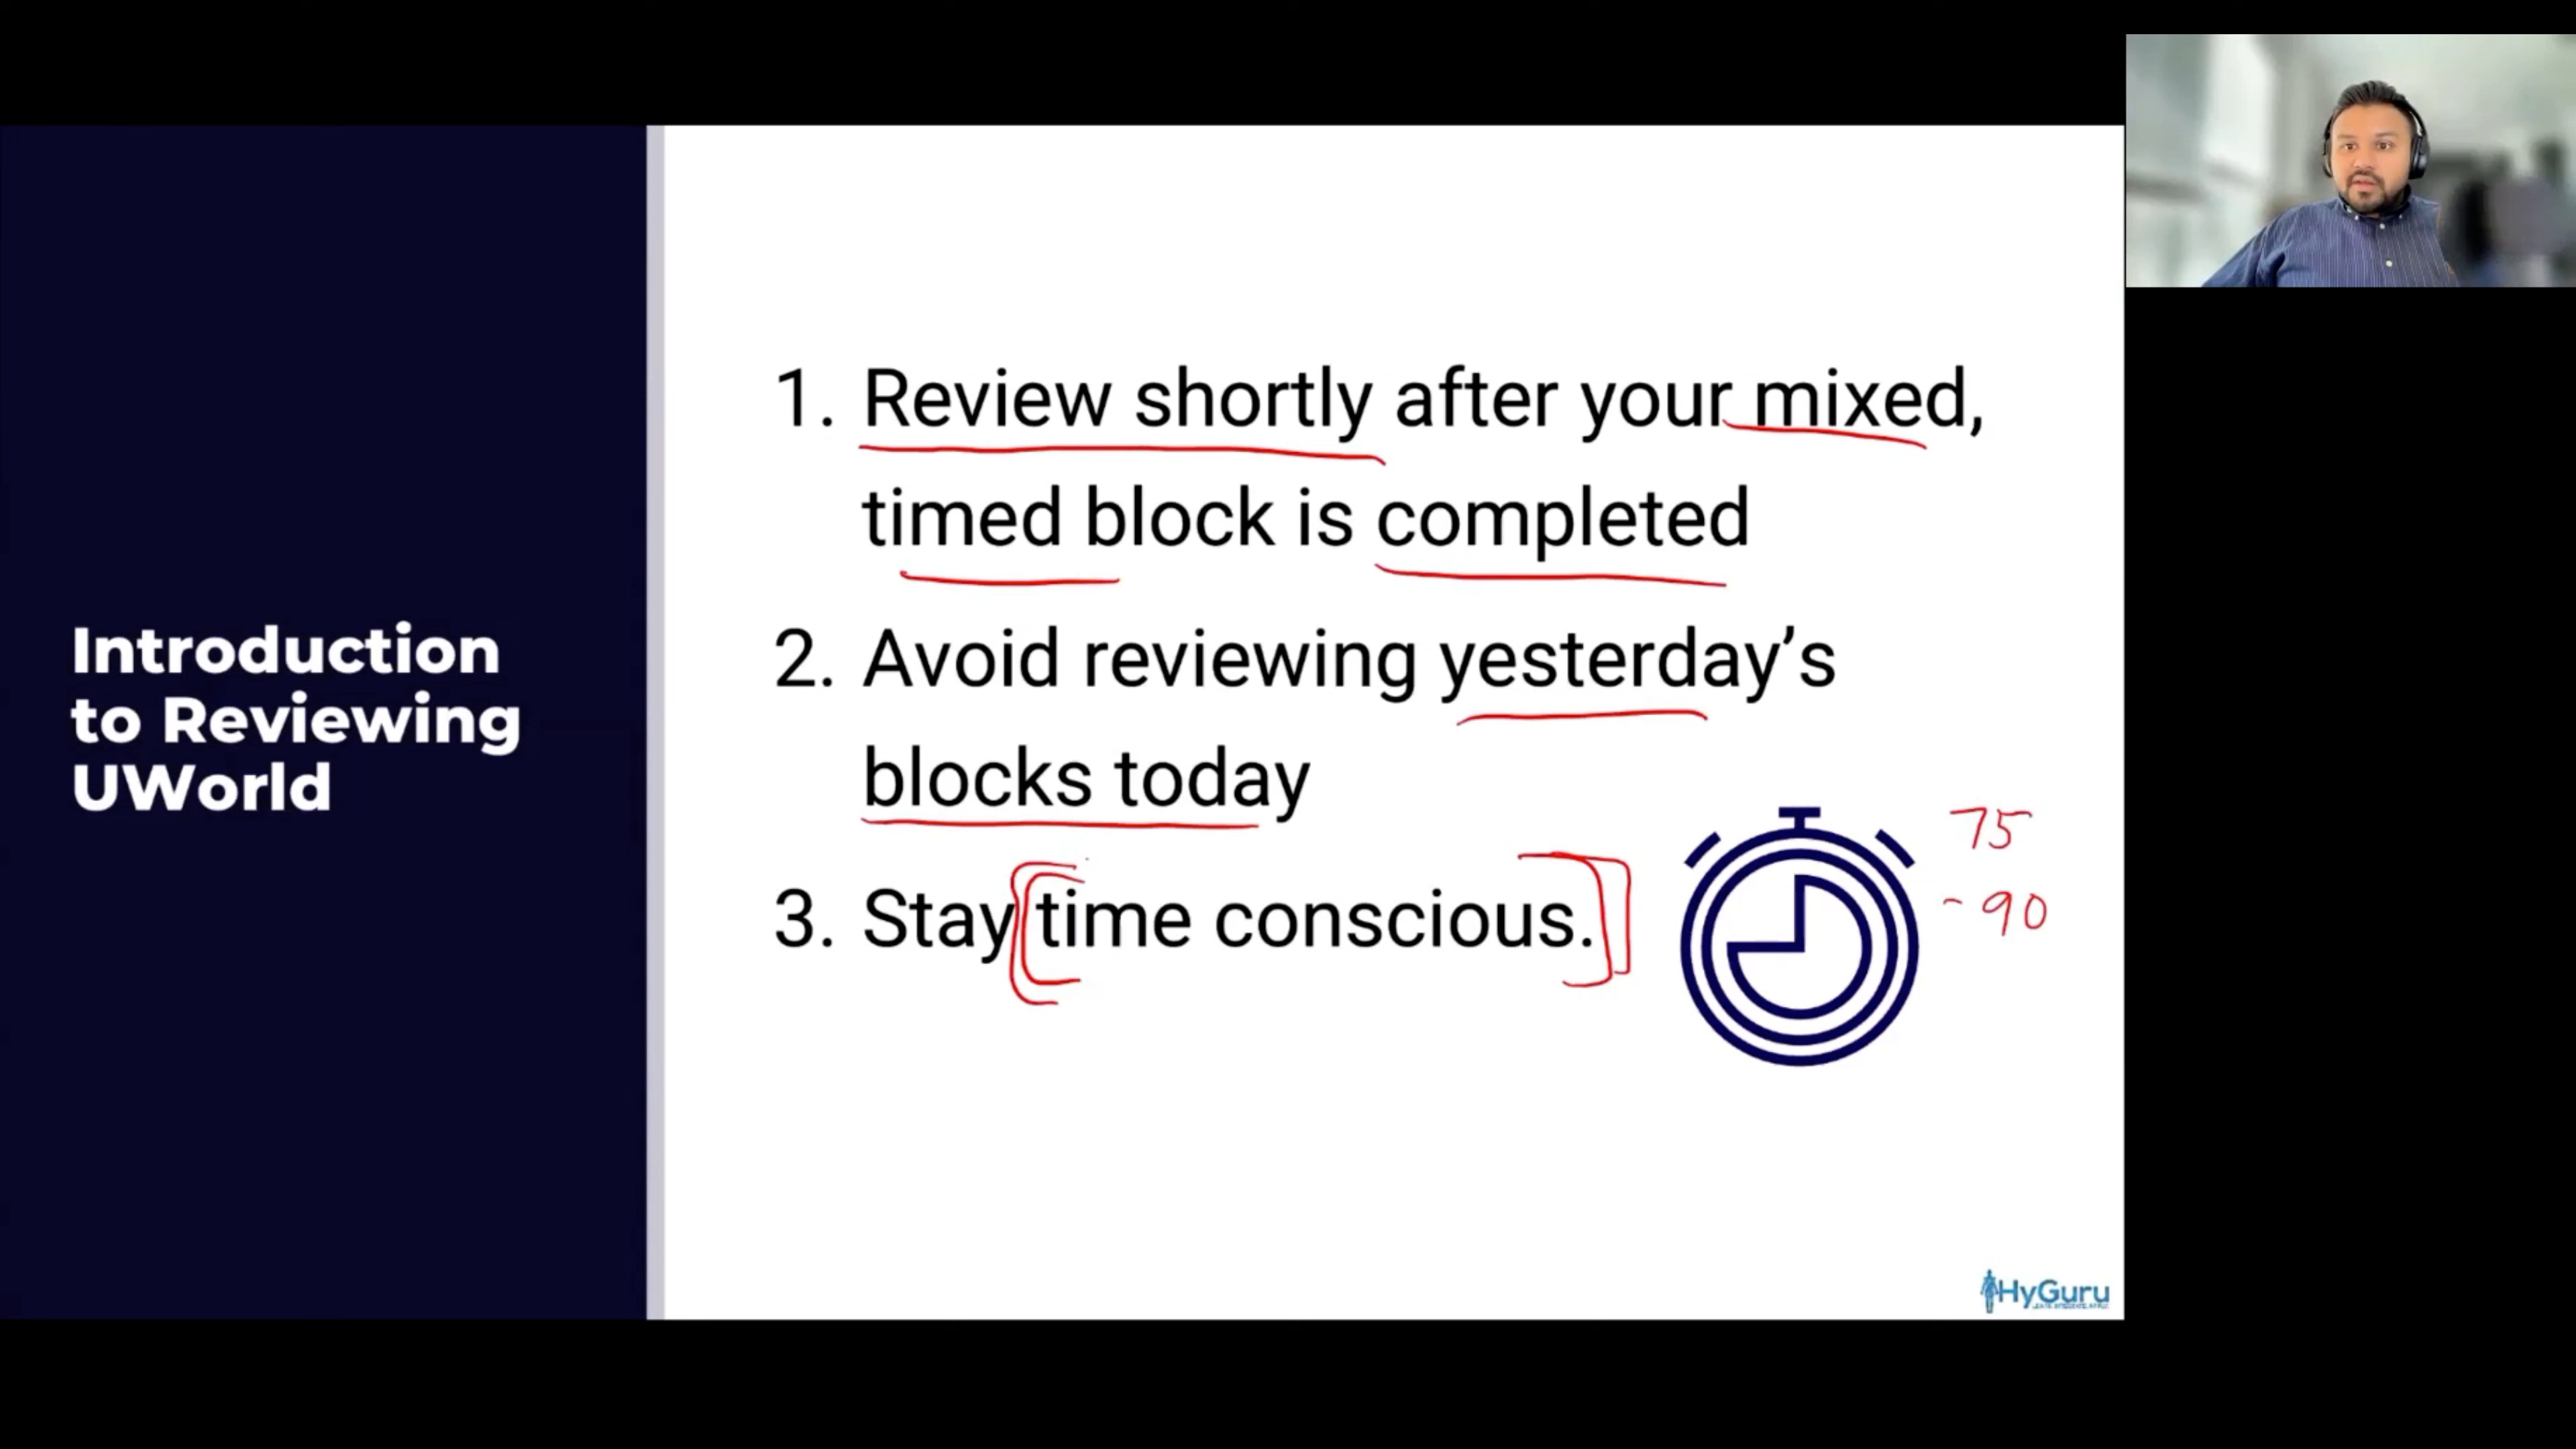 Introduction
to Reviewing
UWorld
1. Review shortly after your mixed,
timed block is completed
2. Avoid reviewing yesterday’s
blocks today
3. Stay time conscious.
75
- 90
HyGuru